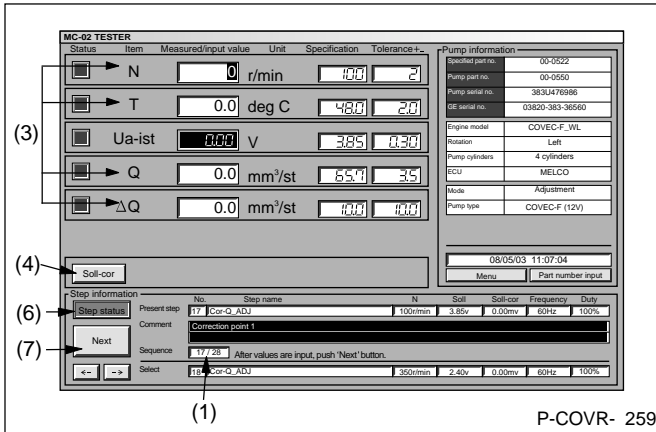 MC-02 TESTER
Status Item Measured/input value Unit Specification Tolerance+_
N 0 r/min 100 2
T 0.0 deg C 48.0 2.0
(3)
Ua-ist 0.00 V 3.85 0.30
Q 0.0 mm³/st 65.7 3.5
ΔQ 0.0 mm³/st 10.0 10.0
Pump information
Specified part no. 00-0522
Pump part no. 00-0550
Pump serial no. 383U476986
GE serial no. 03820-383-36560
Engine model COVEC-F_WL
Rotation Left
Pump cylinders 4 cylinders
ECU MELCO
Mode Adjustment
Pump type COVEC-F (12V)
08/05/03 11:07:04
Menu Part number input
(4) Soll-cor
Step information
No. Step name N Soll Soll-cor Frequency Duty
(6) Step status Present step 17 Cor-Q_ADJ 100r/min 3.85v 0.00mv 60Hz 100%
Comment Correction point 1
(7) Next
Sequence 17 / 28 After values are input, push 'Next' button.
<- -> Select 18 Cor-Q_ADJ 350r/min 2.40v 0.00mv 60Hz 100%
(1)
P-COVR- 259